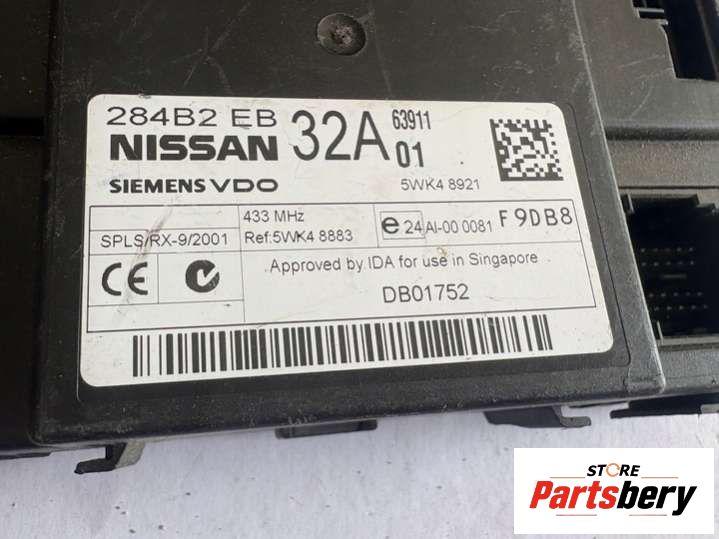 284B2 EB 32A 63911
NISSAN 01
SIEMENS VDO 5WK4 8921
433 MHz
SPLS/RX-9/2001 Ref:5WK4 8883 e 24 AI-00 0081 F9DB8
CE Approved by IDA for use in Singapore
DB01752
STORE
Partsbery